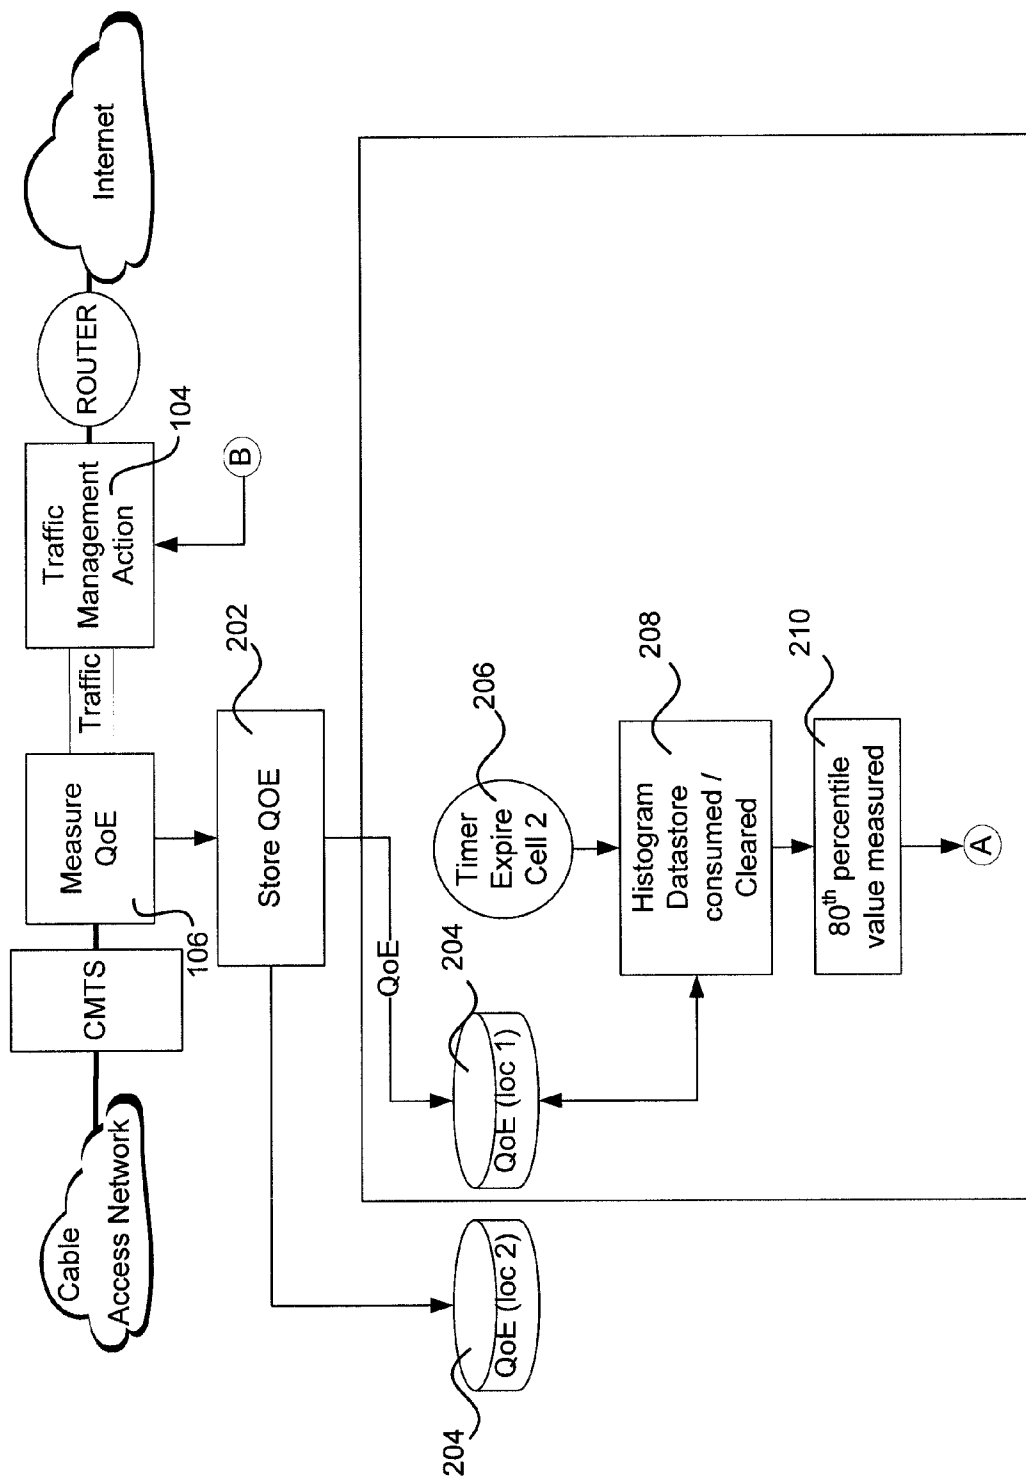 Cable
Access Network
CMTS
106
Measure
QoE
Traffic
Traffic
Management
Action
104
ROUTER
Internet
B
202
Store QOE
QoE
204
QoE (loc 2)
204
QoE (loc 1)
206
Timer
Expire
Cell 2
208
Histogram
Datastore
consumed /
Cleared
210
80th percentile
value measured
A